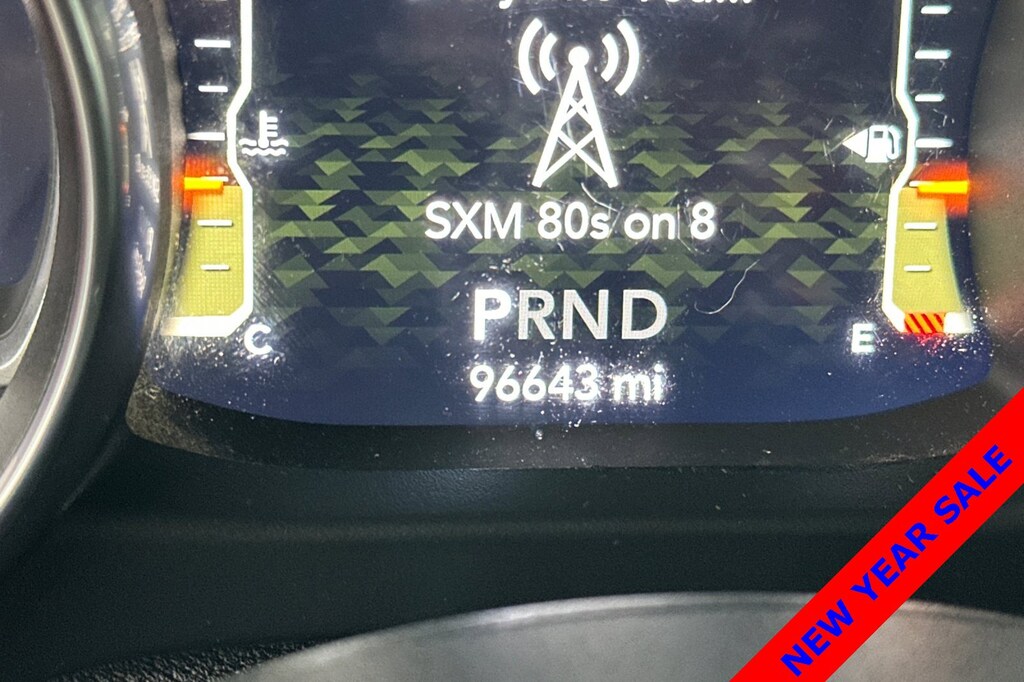 SXM 80s on 8
PRND
C
E
96643 mi
NEW YEAR SALE